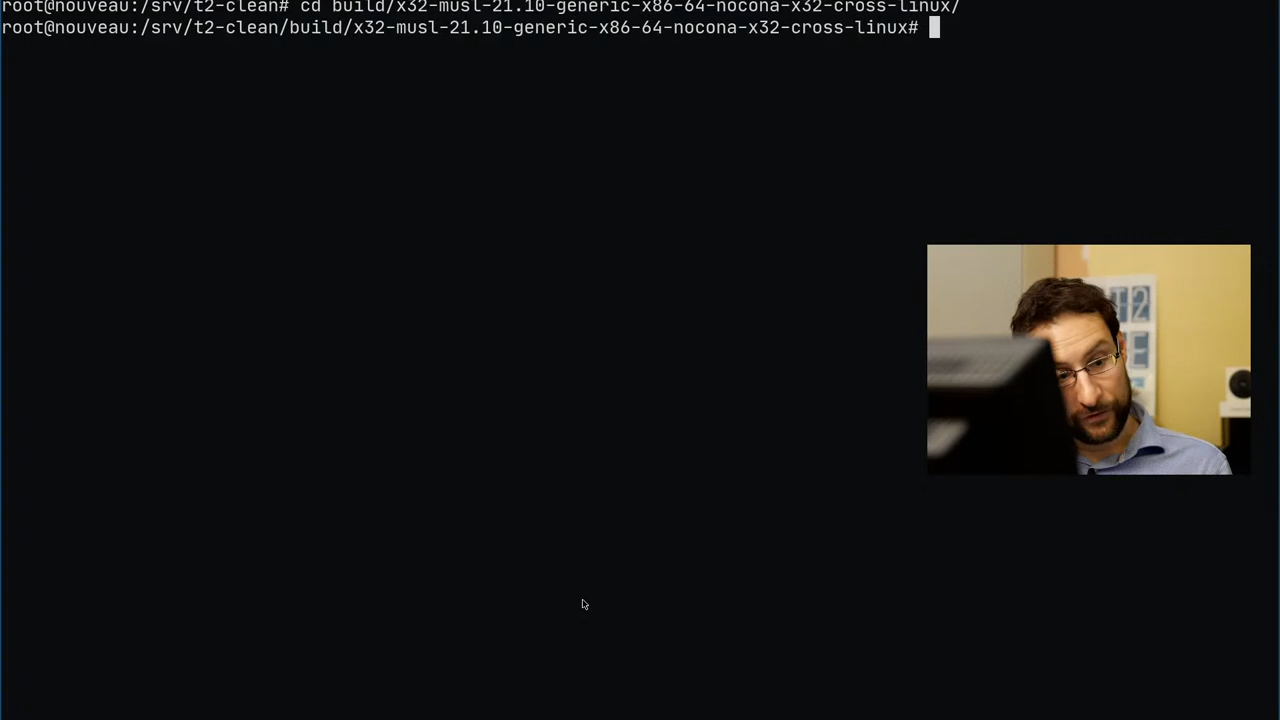 root@nouveau:/srv/t2-clean# cd build/x32-musl-21.10-generic-x86-64-nocona-x32-cross-linux/
root@nouveau:/srv/t2-clean/build/x32-musl-21.10-generic-x86-64-nocona-x32-cross-linux#
T2
E